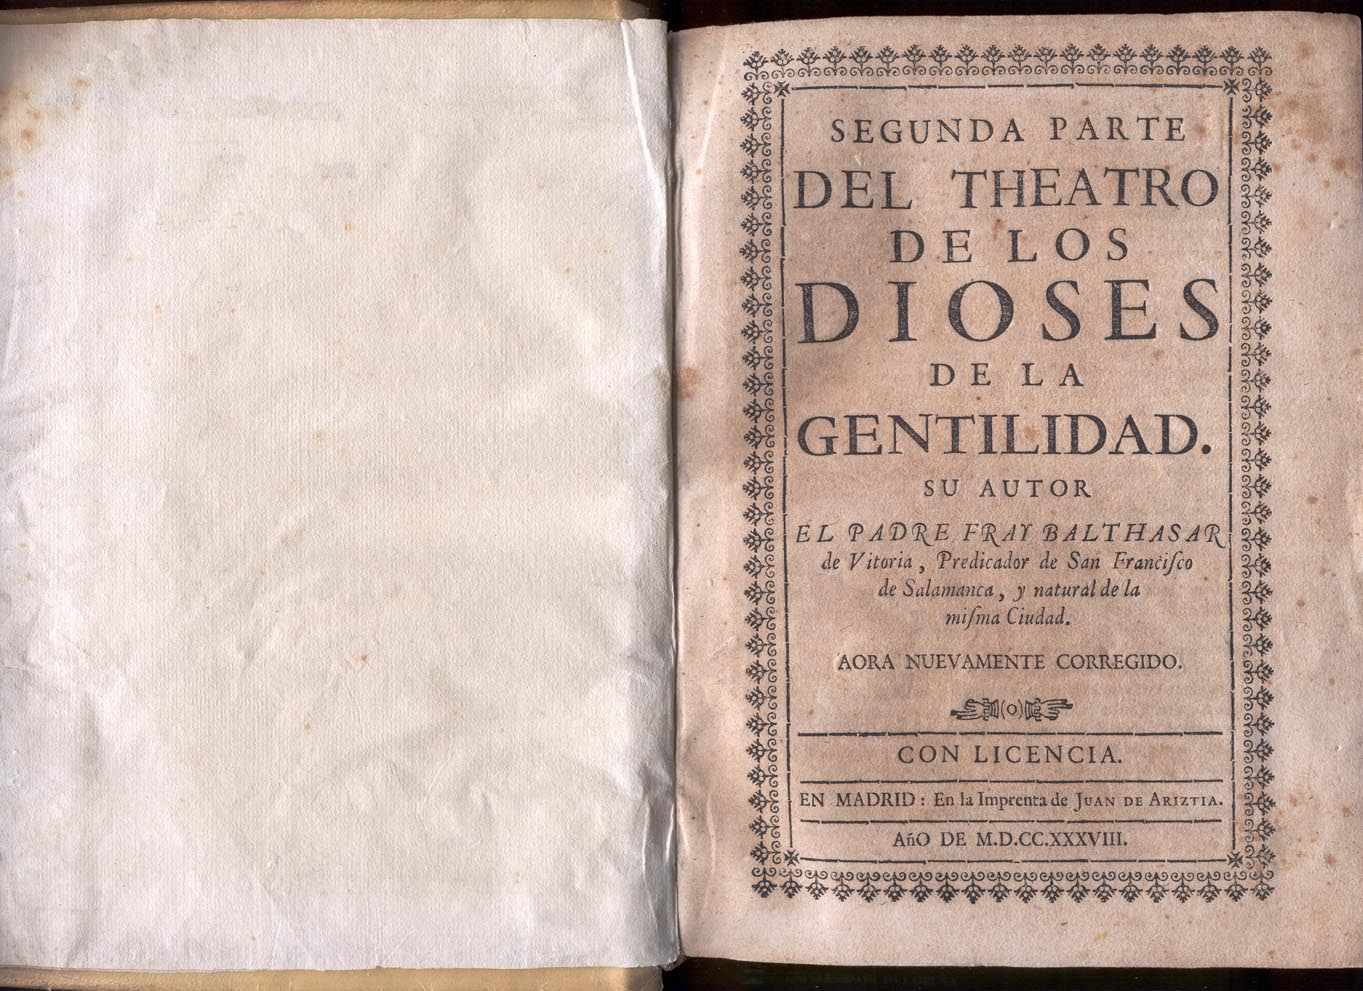 SEGUNDA PARTE
DEL THEATRO
DE LOS
DIOSES
DE LA
GENTILIDAD.
SU AUTOR
EL PADRE FRAY BALTHASAR
de Vitoria, Predicador de San Franciſco
de Salamanca, y natural de la
miſma Ciudad.
AORA NUEVAMENTE CORREGIDO.
(O)
CON LICENCIA.
EN MADRID: En la Imprenta de JUAN DE ARIZTIA.
AñO DE M.D.CC.XXXVIII.